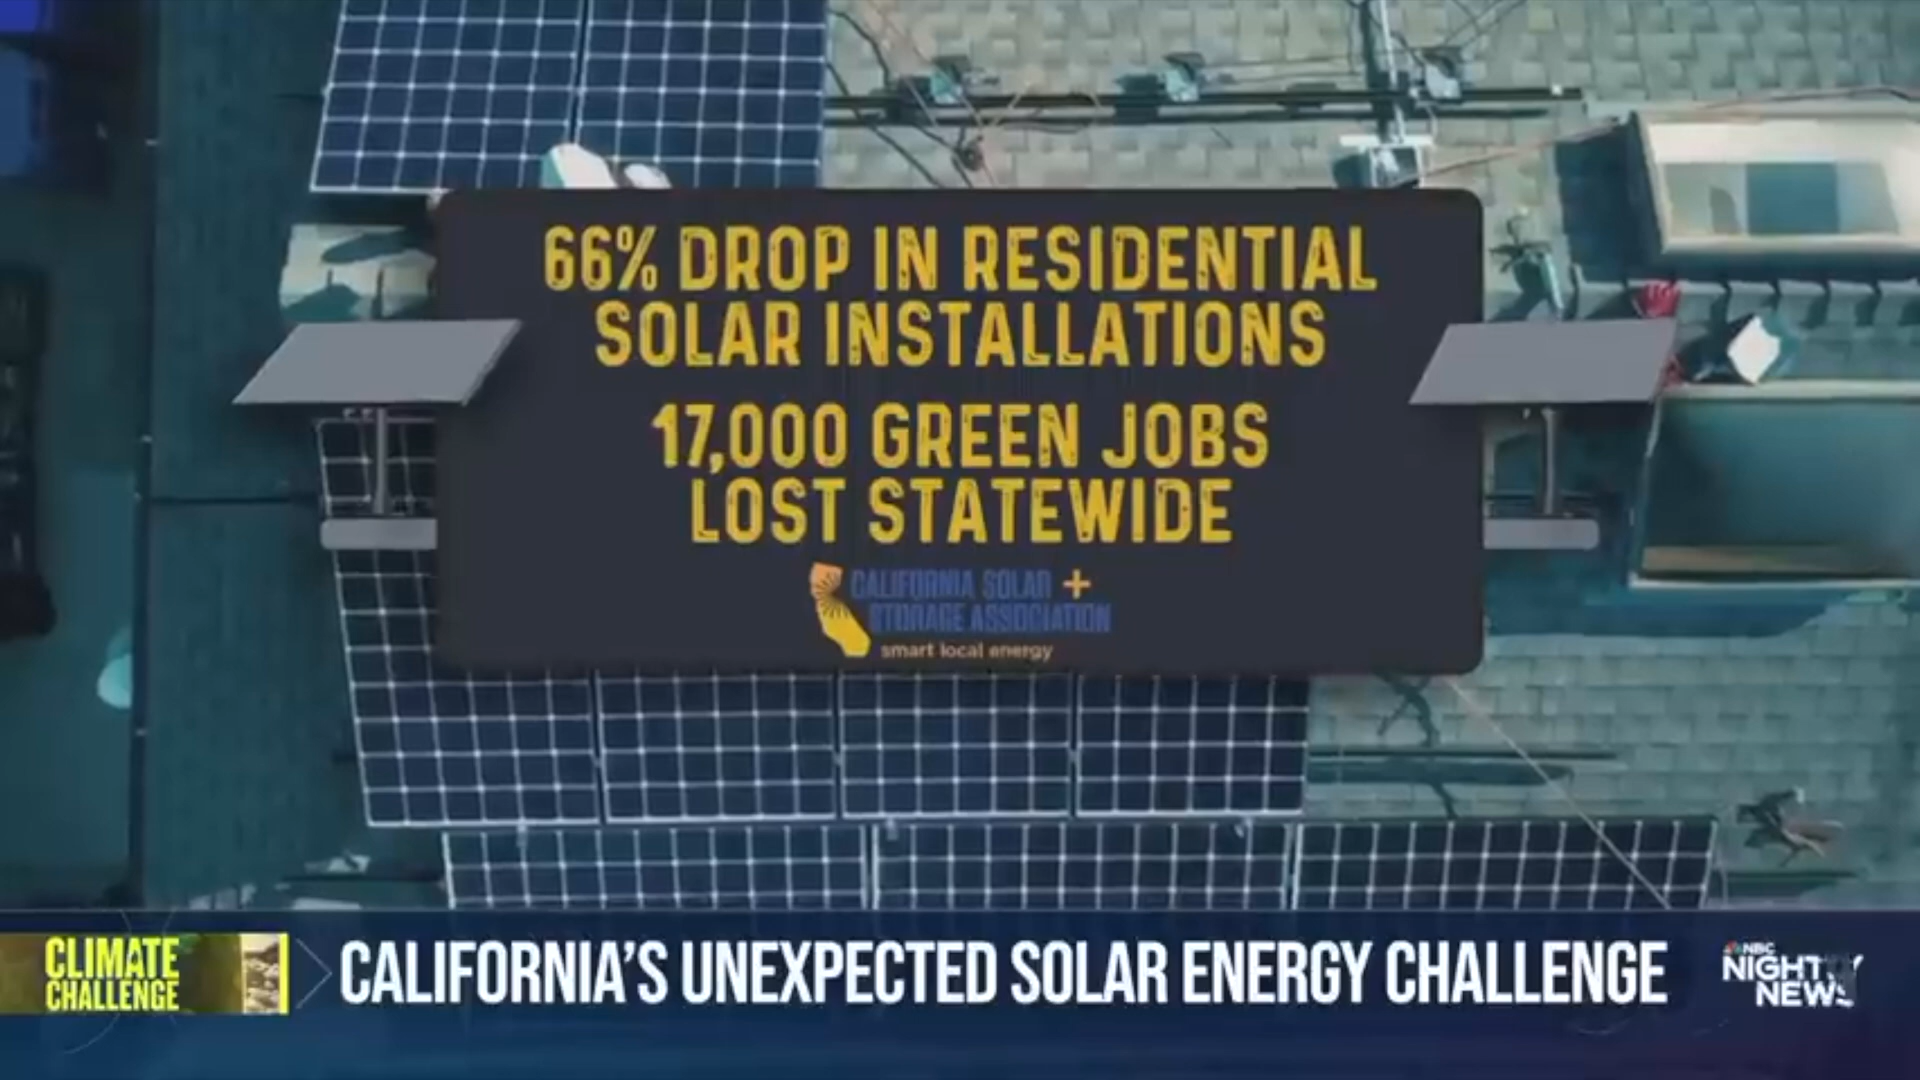 66% DROP IN RESIDENTIAL
SOLAR INSTALLATIONS
17,000 GREEN JOBS
LOST STATEWIDE
CALIFORNIA SOLAR +
STORAGE ASSOCIATION
smart local energy
CLIMATE
CHALLENGE
CALIFORNIA'S UNEXPECTED SOLAR ENERGY CHALLENGE
NBC
NIGHTLY
NEWS